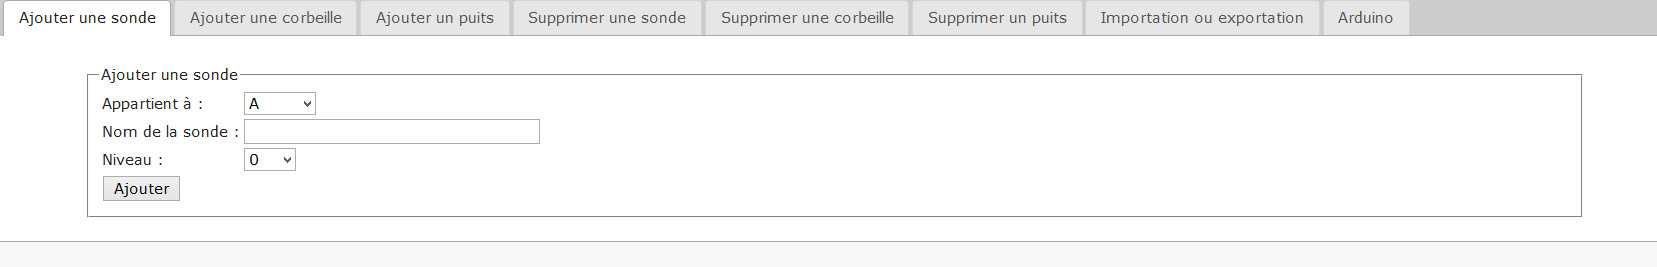 Ajouter une sonde Ajouter une corbeille Ajouter un puits Supprimer une sonde Supprimer une corbeille Supprimer un puits Importation ou exportation Arduino
Ajouter une sonde
Appartient à : A
Nom de la sonde :
Niveau : 0
Ajouter